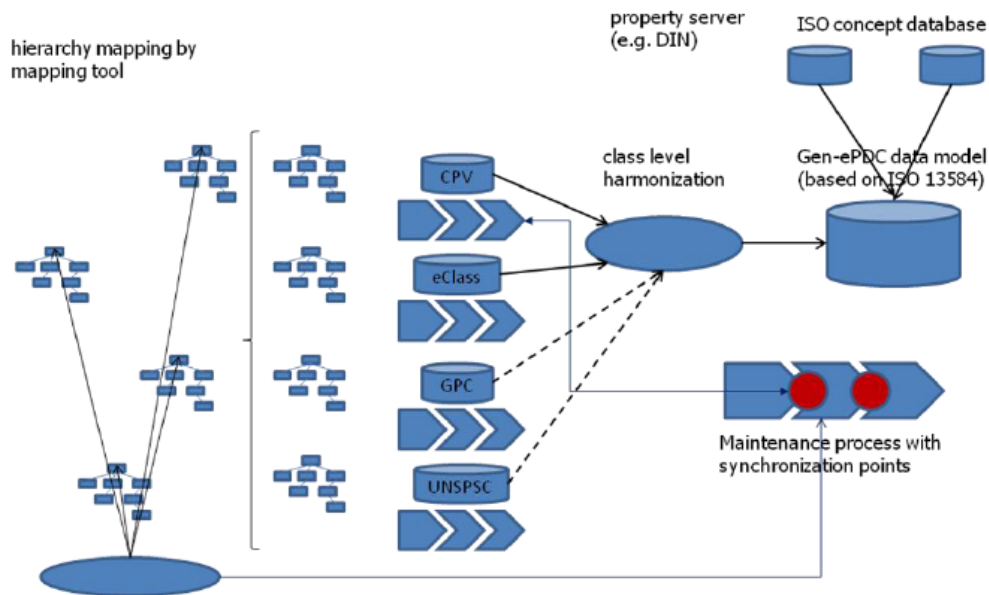 property server
(e.g. DIN)
ISO concept database
hierarchy mapping by
mapping tool
class level
harmonization
Gen-ePDC data model
(based on ISO 13584)
CPV
eClass
GPC
UNSPSC
Maintenance process with
synchronization points